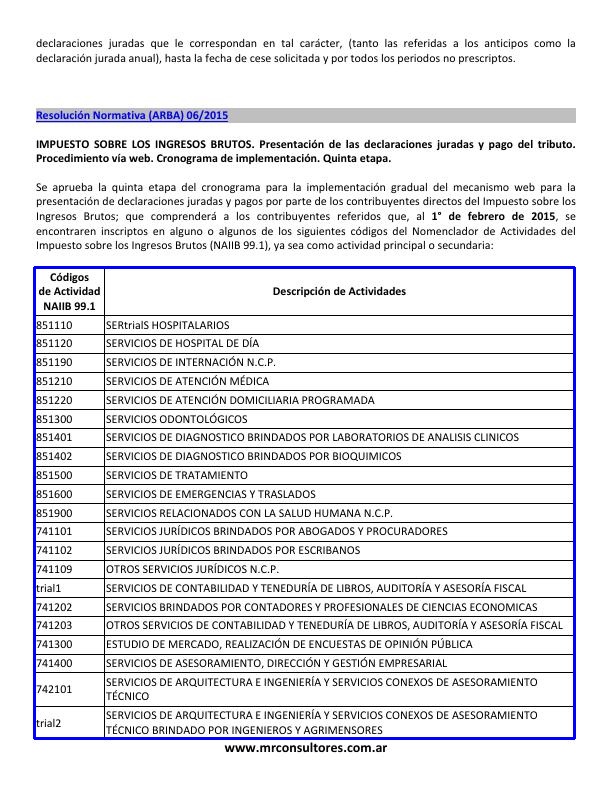 declaraciones juradas que le correspondan en tal carácter, (tanto las referidas a los anticipos como la
declaración jurada anual), hasta la fecha de cese solicitada y por todos los periodos no prescriptos.
Resolución Normativa (ARBA) 06/2015
IMPUESTO SOBRE LOS INGRESOS BRUTOS. Presentación de las declaraciones juradas y pago del tributo.
Procedimiento vía web. Cronograma de implementación. Quinta etapa.
Se aprueba la quinta etapa del cronograma para la implementación gradual del mecanismo web para la
presentación de declaraciones juradas y pagos por parte de los contribuyentes directos del Impuesto sobre los
Ingresos Brutos; que comprenderá a los contribuyentes referidos que, al 1° de febrero de 2015, se
encontraren inscriptos en alguno o algunos de los siguientes códigos del Nomenclador de Actividades del
Impuesto sobre los Ingresos Brutos (NAIIB 99.1), ya sea como actividad principal o secundaria:
Códigos
de Actividad
NAIIB 99.1
Descripción de Actividades
851110 SERtrialS HOSPITALARIOS
851120 SERVICIOS DE HOSPITAL DE DÍA
851190 SERVICIOS DE INTERNACIÓN N.C.P.
851210 SERVICIOS DE ATENCIÓN MÉDICA
851220 SERVICIOS DE ATENCIÓN DOMICILIARIA PROGRAMADA
851300 SERVICIOS ODONTOLÓGICOS
851401 SERVICIOS DE DIAGNOSTICO BRINDADOS POR LABORATORIOS DE ANALISIS CLINICOS
851402 SERVICIOS DE DIAGNOSTICO BRINDADOS POR BIOQUIMICOS
851500 SERVICIOS DE TRATAMIENTO
851600 SERVICIOS DE EMERGENCIAS Y TRASLADOS
851900 SERVICIOS RELACIONADOS CON LA SALUD HUMANA N.C.P.
741101 SERVICIOS JURÍDICOS BRINDADOS POR ABOGADOS Y PROCURADORES
741102 SERVICIOS JURÍDICOS BRINDADOS POR ESCRIBANOS
741109 OTROS SERVICIOS JURÍDICOS N.C.P.
trial1 SERVICIOS DE CONTABILIDAD Y TENEDURÍA DE LIBROS, AUDITORÍA Y ASESORÍA FISCAL
741202 SERVICIOS BRINDADOS POR CONTADORES Y PROFESIONALES DE CIENCIAS ECONOMICAS
741203 OTROS SERVICIOS DE CONTABILIDAD Y TENEDURÍA DE LIBROS, AUDITORÍA Y ASESORÍA FISCAL
741300 ESTUDIO DE MERCADO, REALIZACIÓN DE ENCUESTAS DE OPINIÓN PÚBLICA
741400 SERVICIOS DE ASESORAMIENTO, DIRECCIÓN Y GESTIÓN EMPRESARIAL
742101 SERVICIOS DE ARQUITECTURA E INGENIERÍA Y SERVICIOS CONEXOS DE ASESORAMIENTO
TÉCNICO
trial2 SERVICIOS DE ARQUITECTURA E INGENIERÍA Y SERVICIOS CONEXOS DE ASESORAMIENTO
TÉCNICO BRINDADO POR INGENIEROS Y AGRIMENSORES
www.mrconsultores.com.ar